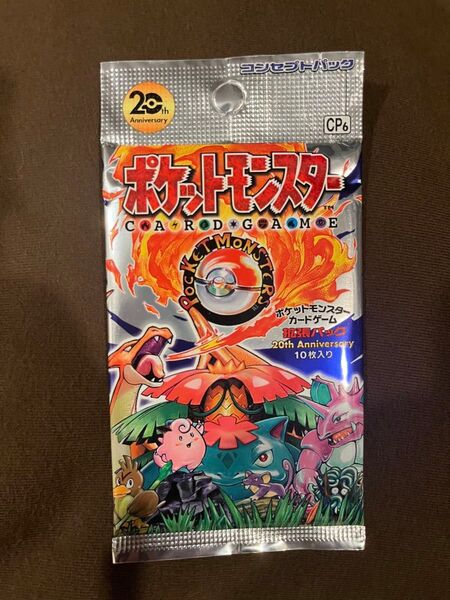 コンセプトパック
20th
Anniversary
CP6
ポケットモンスター
TM
CARD GAME
POCKET MONSTERS
ポケットモンスター
カードゲーム
拡張パック
20th Anniversary
10枚入り